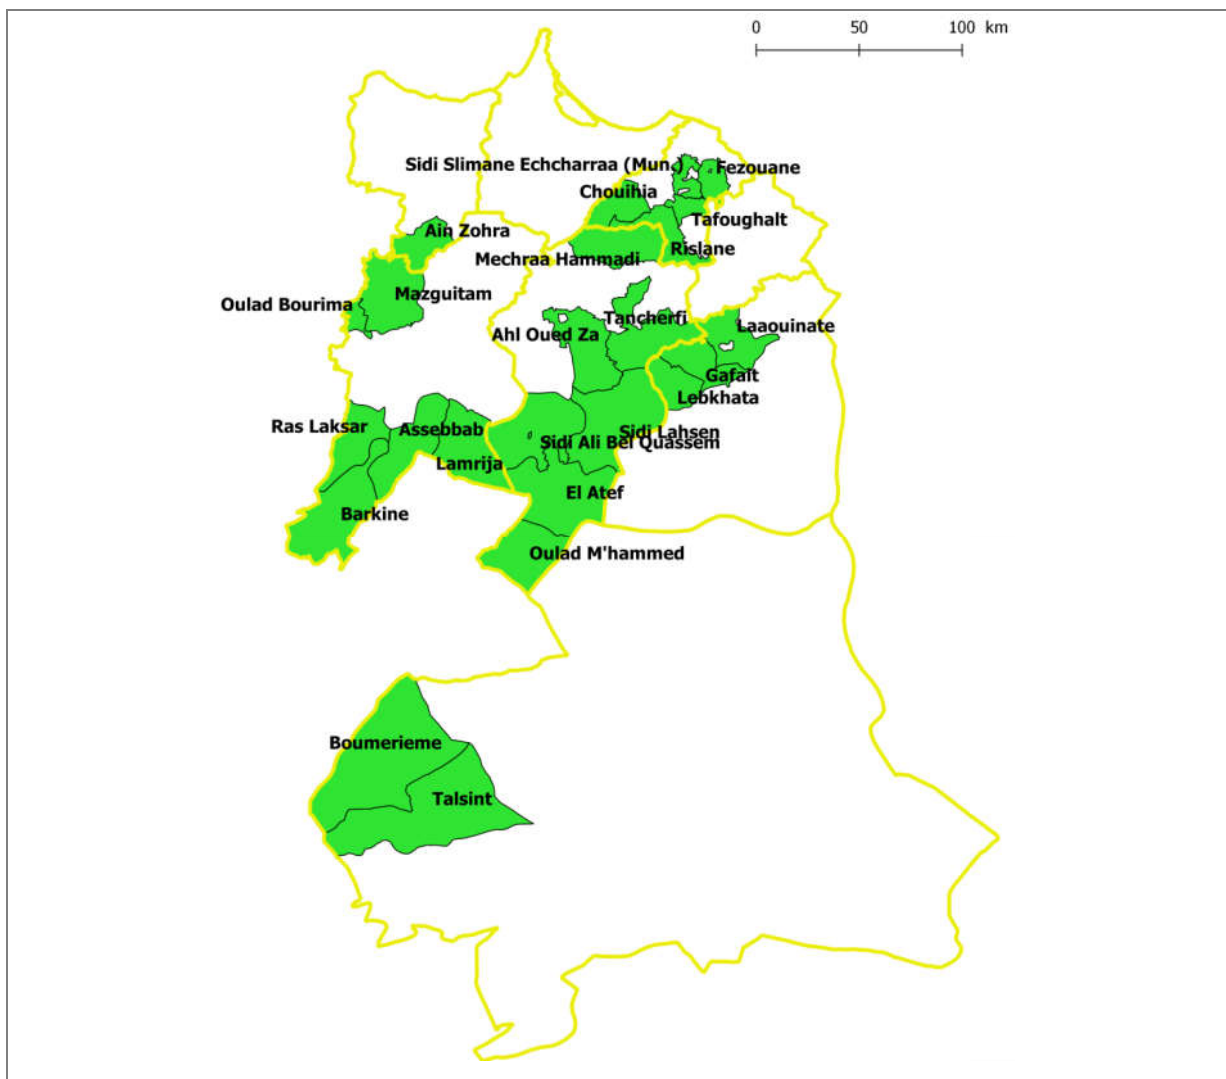 0 50 100 km
Sidi Slimane Echcharraa (Mun.)
Fezouane
Chouihia
Tafoughalt
Ain Zohra
Rislane
Mechraa Hammadi
Mazguitam
Oulad Bourima
Tancherfi
Laaouinate
Ahl Oued Za
Gafait
Lebkhata
Ras Laksar
Assebbab
Sidi Lahsen
Sidi Ali Bel Quassem
Lamrija
El Atef
Barkine
Oulad M'hammed
Boumerieme
Talsint